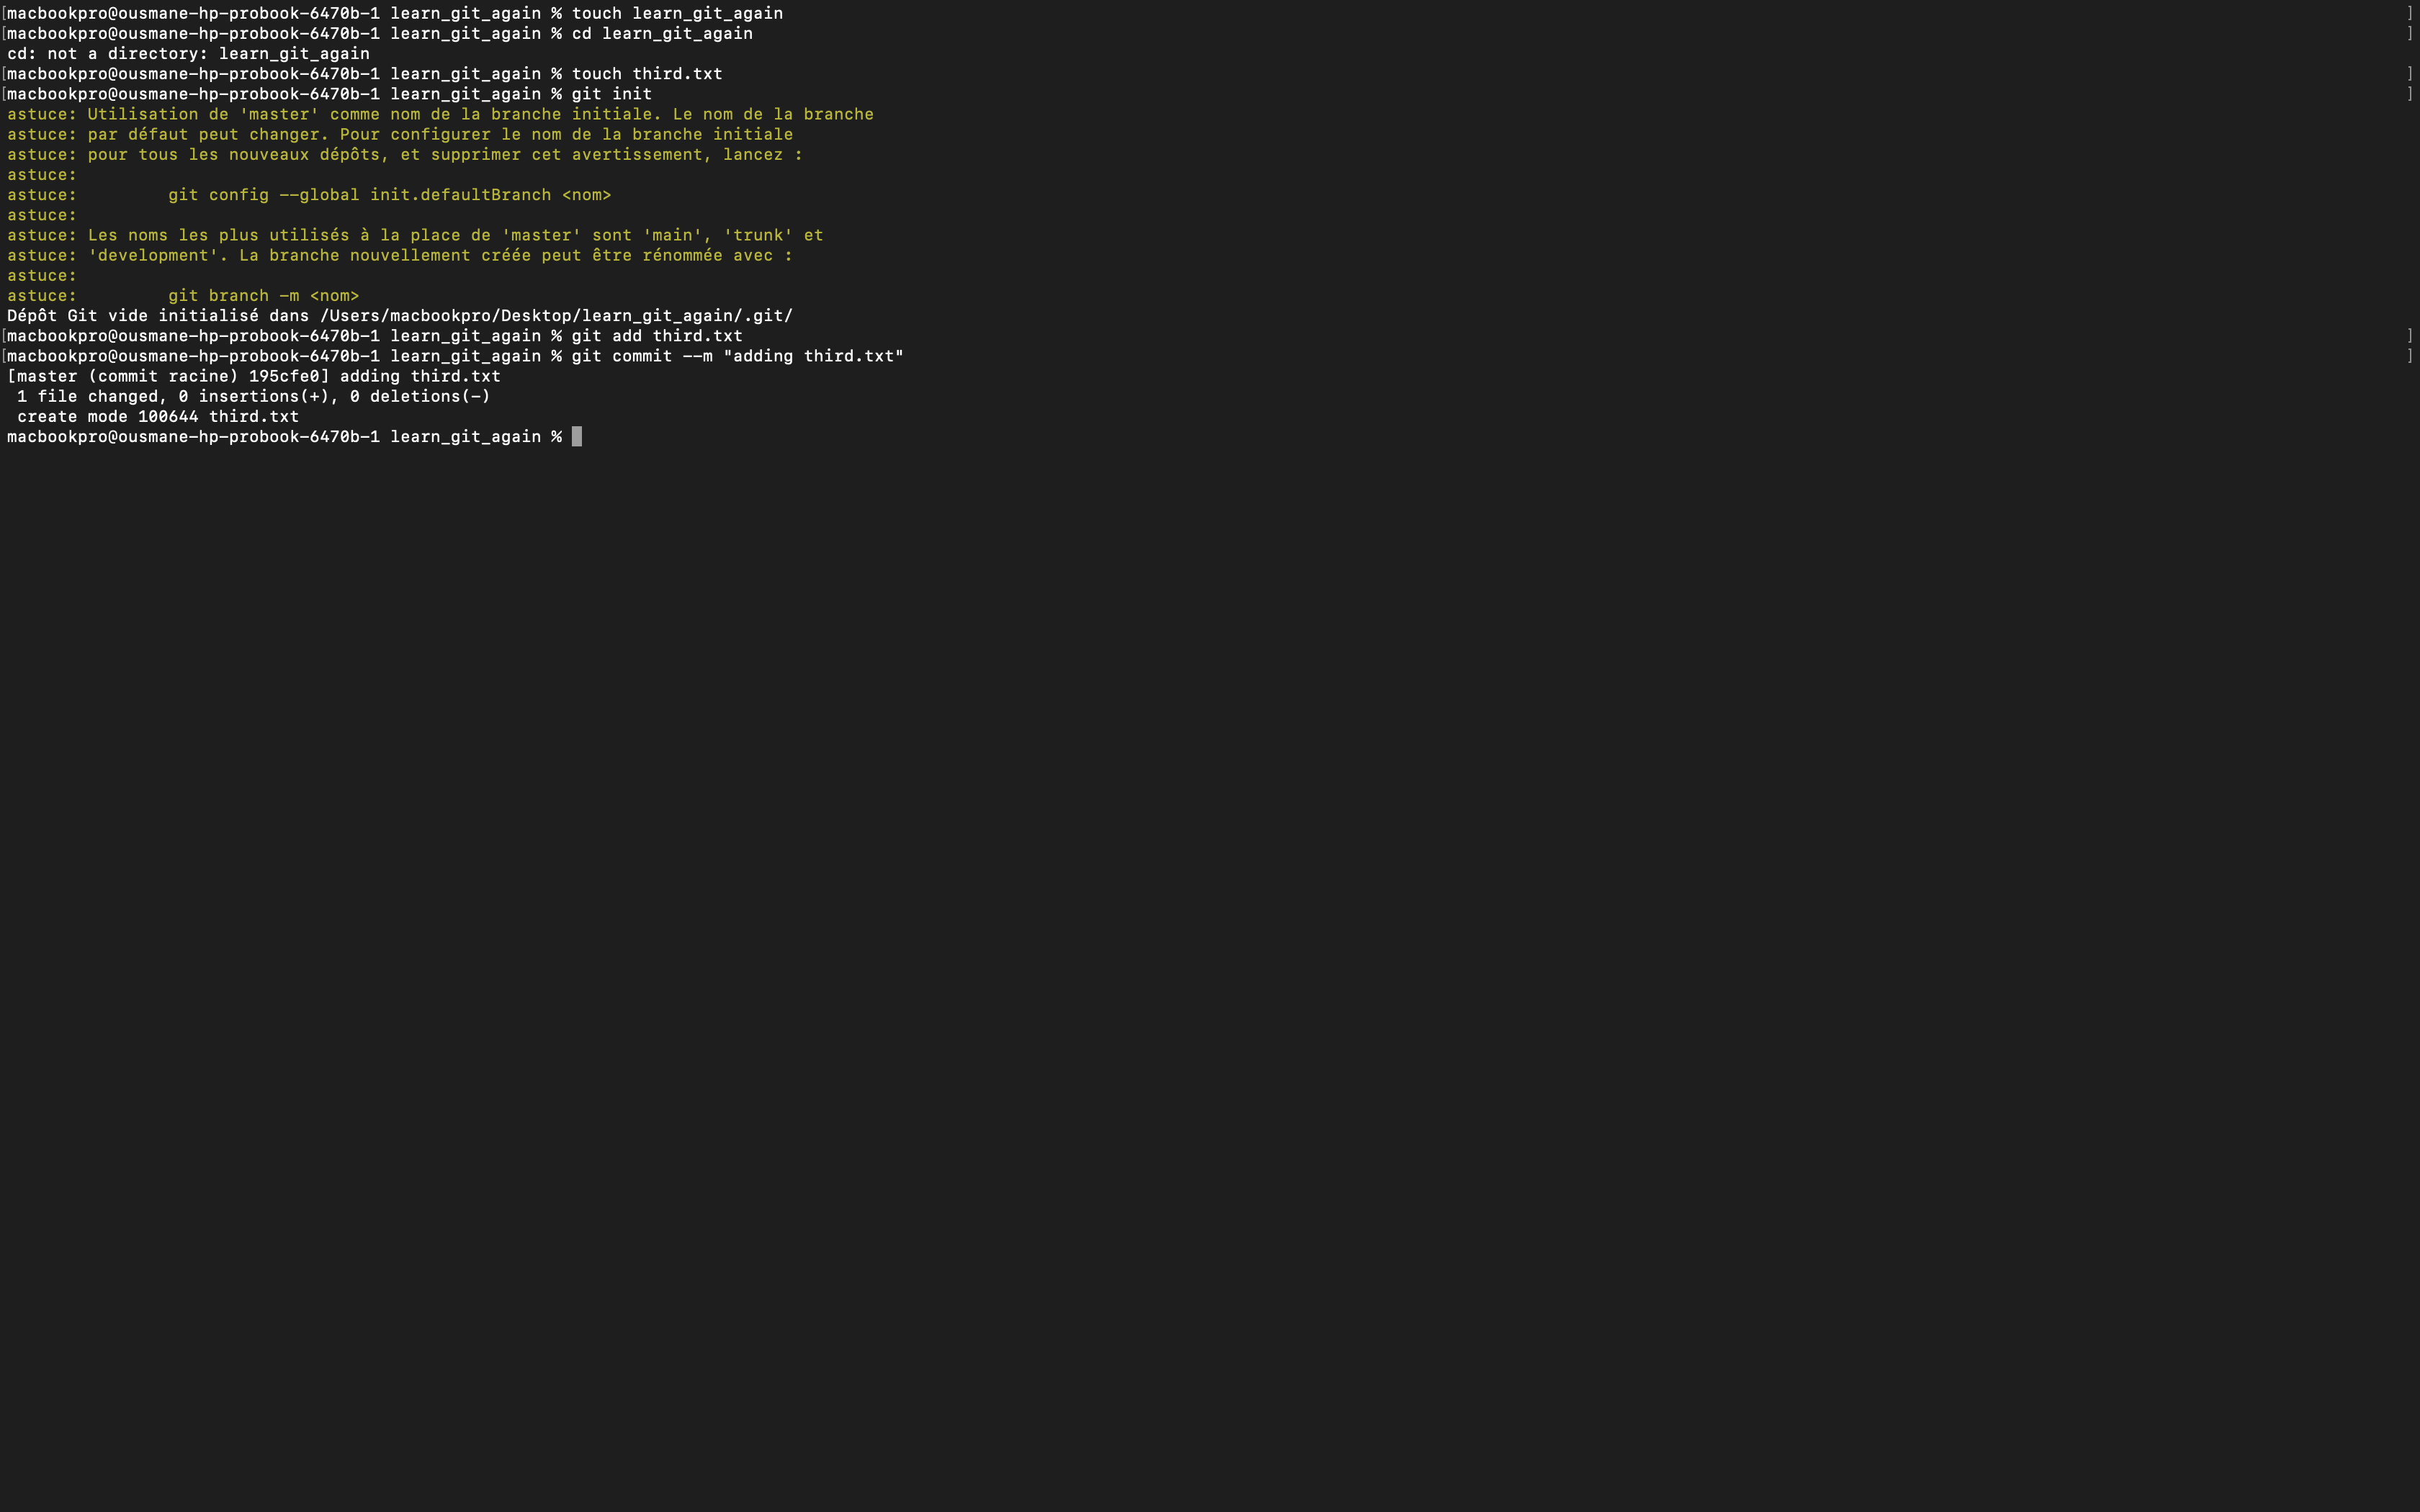 [macbookpro@ousmane-hp-probook-6470b-1 learn_git_again % touch learn_git_again ]
[macbookpro@ousmane-hp-probook-6470b-1 learn_git_again % cd learn_git_again ]
cd: not a directory: learn_git_again
[macbookpro@ousmane-hp-probook-6470b-1 learn_git_again % touch third.txt ]
[macbookpro@ousmane-hp-probook-6470b-1 learn_git_again % git init ]
astuce: Utilisation de 'master' comme nom de la branche initiale. Le nom de la branche
astuce: par défaut peut changer. Pour configurer le nom de la branche initiale
astuce: pour tous les nouveaux dépôts, et supprimer cet avertissement, lancez :
astuce:
astuce: git config --global init.defaultBranch <nom>
astuce:
astuce: Les noms les plus utilisés à la place de 'master' sont 'main', 'trunk' et
astuce: 'development'. La branche nouvellement créée peut être rénommée avec :
astuce:
astuce: git branch -m <nom>
Dépôt Git vide initialisé dans /Users/macbookpro/Desktop/learn_git_again/.git/
[macbookpro@ousmane-hp-probook-6470b-1 learn_git_again % git add third.txt ]
[macbookpro@ousmane-hp-probook-6470b-1 learn_git_again % git commit --m "adding third.txt" ]
[master (commit racine) 195cfe0] adding third.txt
1 file changed, 0 insertions(+), 0 deletions(-)
create mode 100644 third.txt
macbookpro@ousmane-hp-probook-6470b-1 learn_git_again %